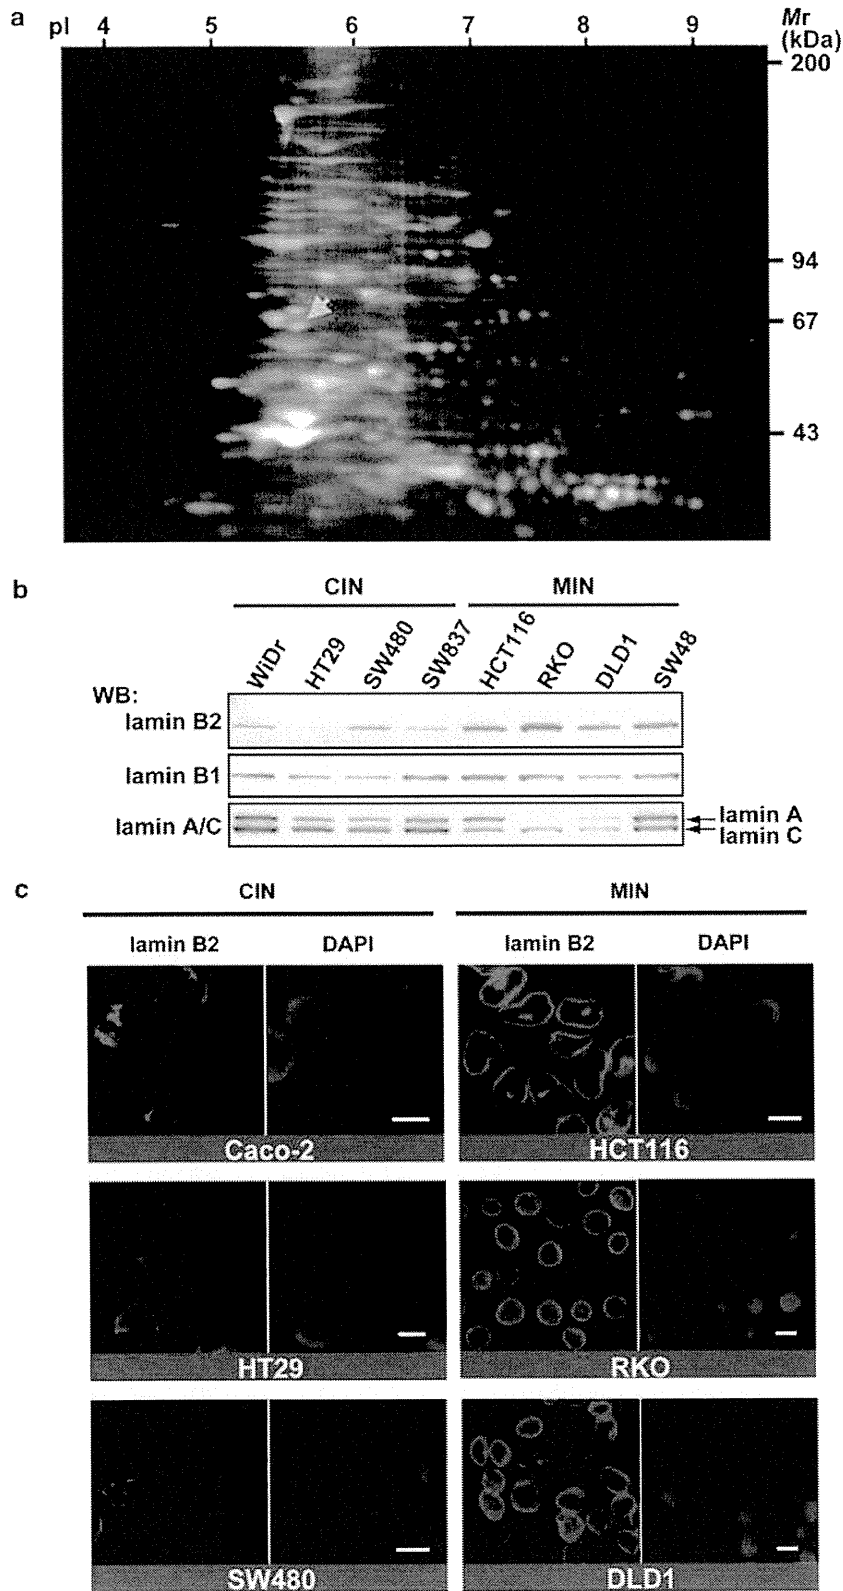 a
pI 4 5 6 7 8 9 Mr
(kDa)
200
94
67
43
b
CIN MIN
WiDr HT29 SW480 SW837 HCT116 RKO DLD1 SW48
WB:
lamin B2
lamin B1
lamin A/C
lamin A
lamin C
c
CIN MIN
lamin B2 DAPI lamin B2 DAPI
Caco-2 HCT116
HT29 RKO
SW480 DLD1